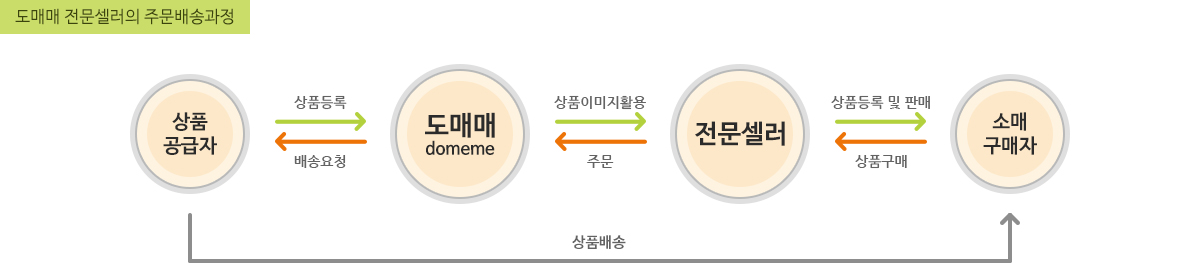 도매매 전문셀러의 주문배송과정
상품
공급자
상품등록
배송요청
도매매
domeme
상품이미지활용
주문
전문셀러
상품등록 및 판매
상품구매
소매
구매자
상품배송